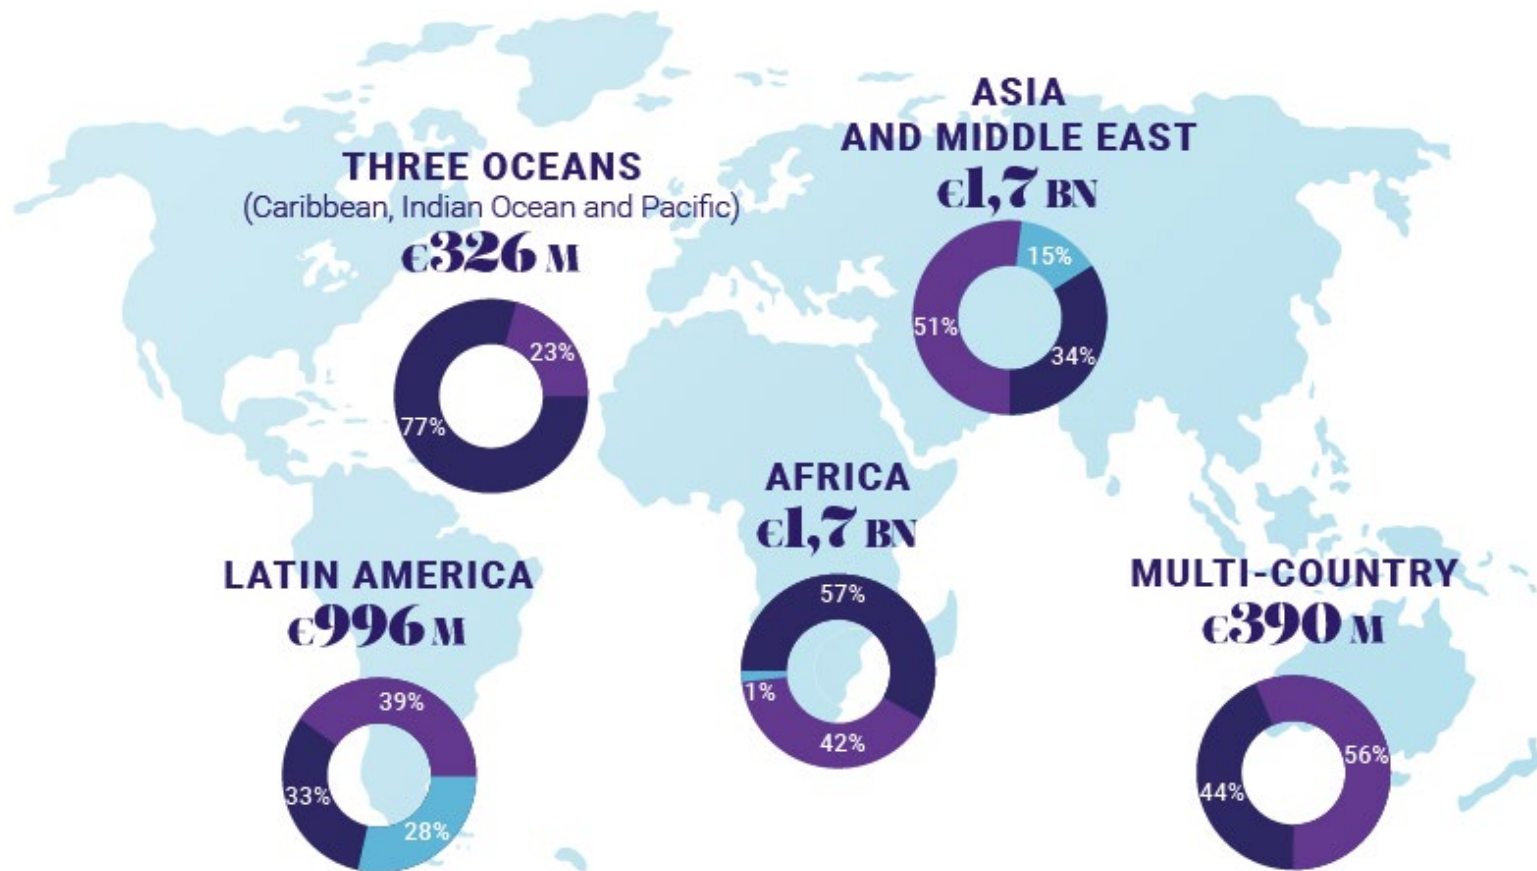 THREE OCEANS
(Caribbean, Indian Ocean and Pacific)
€326 M
23%
77%
ASIA
AND MIDDLE EAST
€1,7 BN
15%
51%
34%
AFRICA
€1,7 BN
57%
1%
42%
LATIN AMERICA
€996 M
39%
33%
28%
MULTI-COUNTRY
€390 M
56%
44%